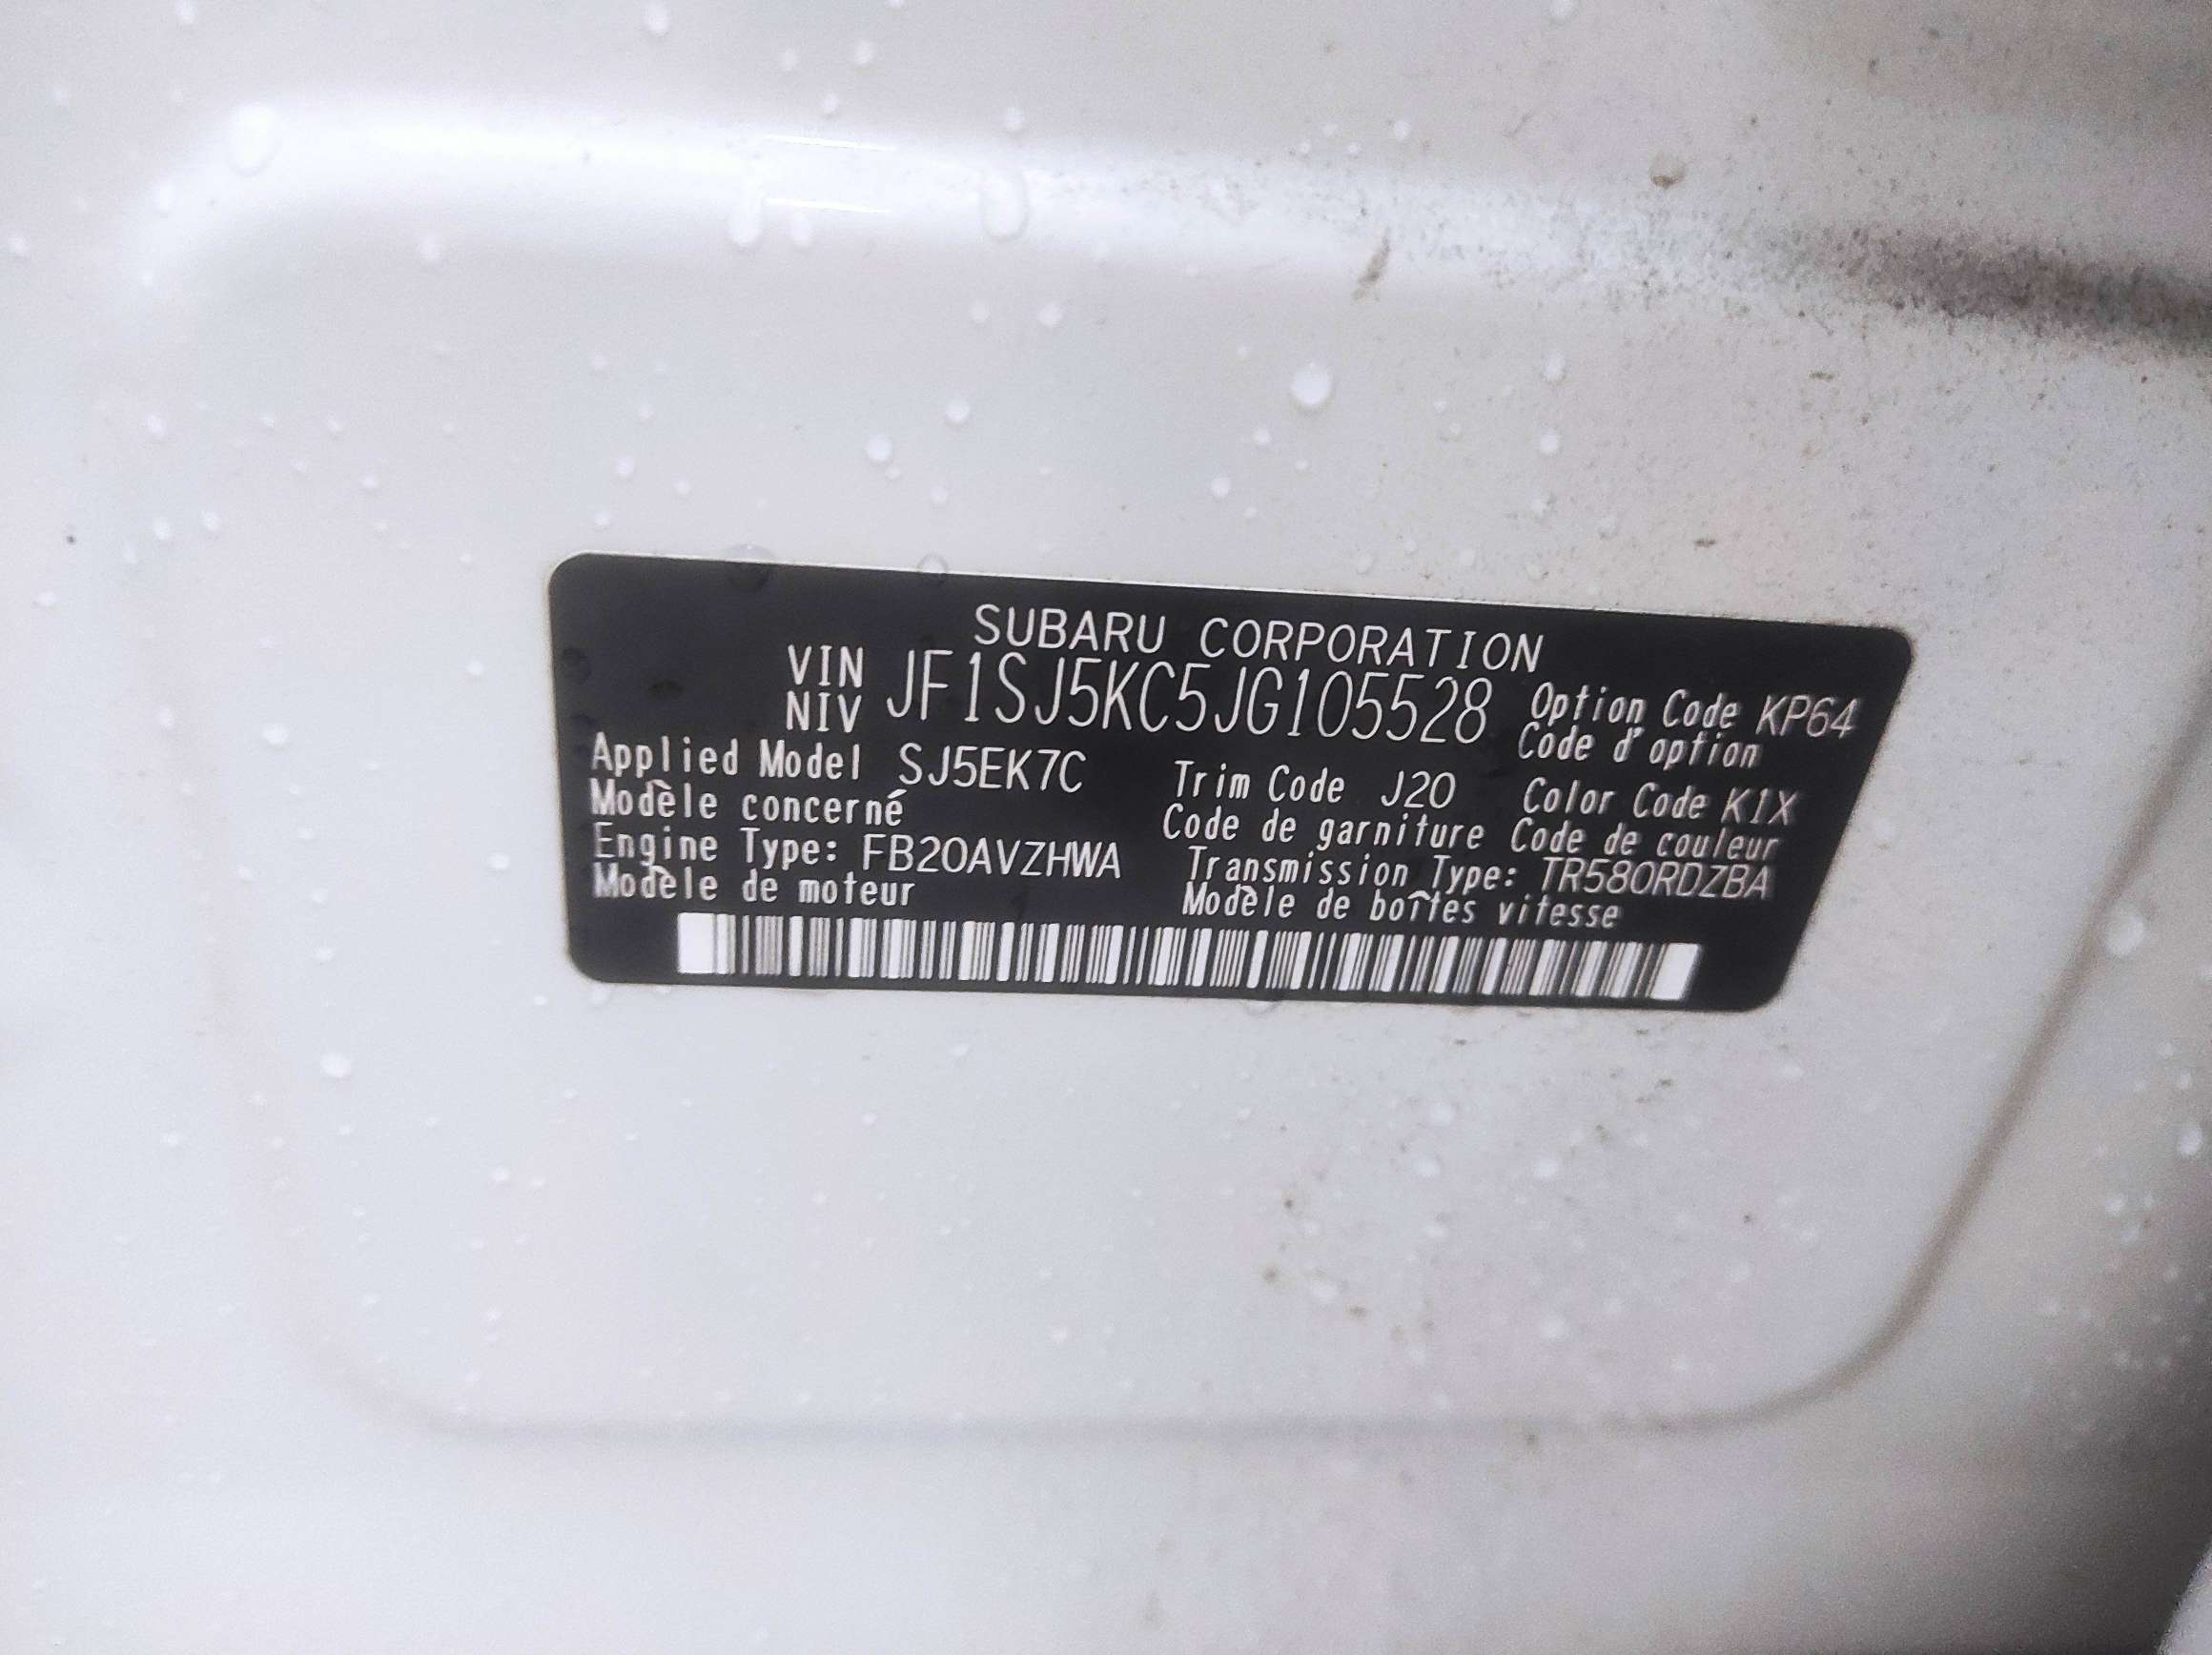 SUBARU CORPORATION
VIN JF1SJ5KC5JG105528 Option Code KP64
NIV Code d'option
Applied Model SJ5EK7C Trim Code J20 Color Code K1X
Modèle concerné Code de garniture Code de couleur
Engine Type: FB20AVZHWA Transmission Type: TR580RDZBA
Modèle de moteur Modèle de boîtes vitesse